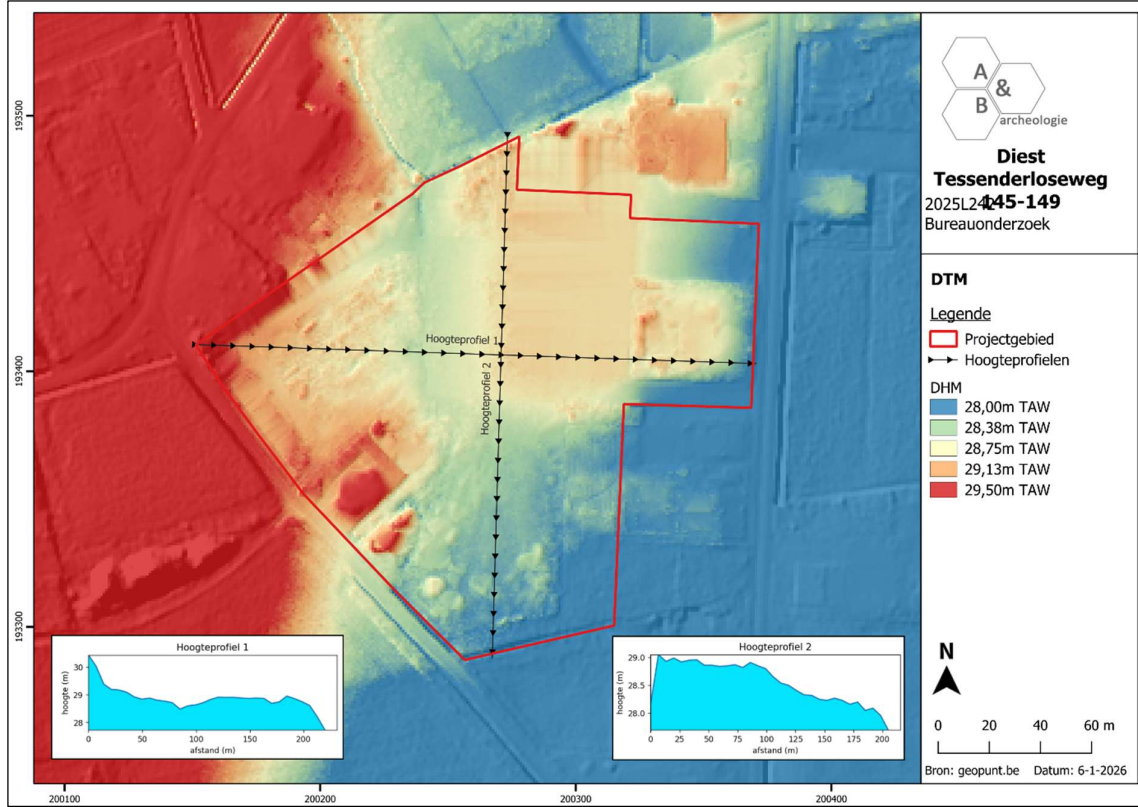 A
&
B
archeologie
Diest
Tessenderloseweg
145-149
Bureauonderzoek
DTM
Legende
Projectgebied
Hoogteprofielen
DHM
28,00m TAW
28,38m TAW
28,75m TAW
29,13m TAW
29,50m TAW
N
0 20 40 60 m
Bron: geopunt.be Datum: 6-1-2026
193500
193400
193300
200100 200200 200300 200400
Hoogteprofiel 1
Hoogteprofiel 2
Hoogteprofiel 1
hoogte (m)
30
29
28
0 50 100 150 200
afstand (m)
Hoogteprofiel 2
hoogte (m)
29.0
28.5
28.0
0 25 50 75 100 125 150 175 200
afstand (m)